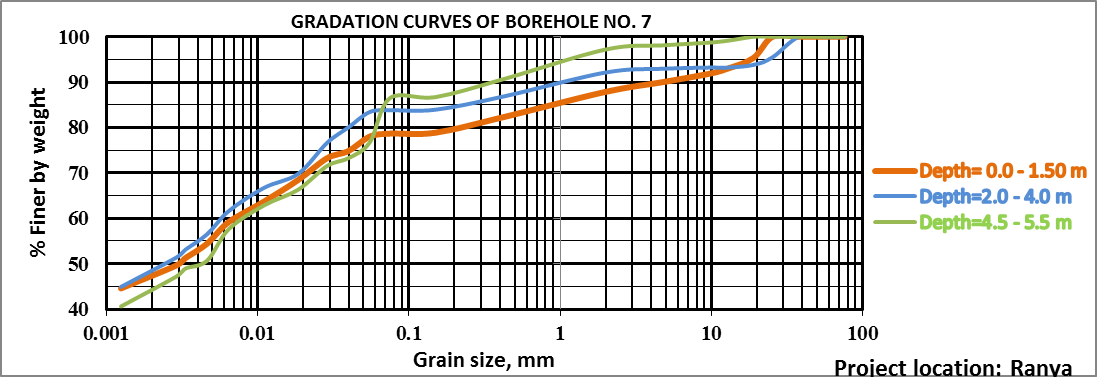 GRADATION CURVES OF BOREHOLE NO. 7
% Finer by weight
100
90
80
70
60
50
40
0.001 0.01 0.1 1 10 100
Grain size, mm
Depth= 0.0 - 1.50 m
Depth=2.0 - 4.0 m
Depth=4.5 - 5.5 m
Project location: Ranya